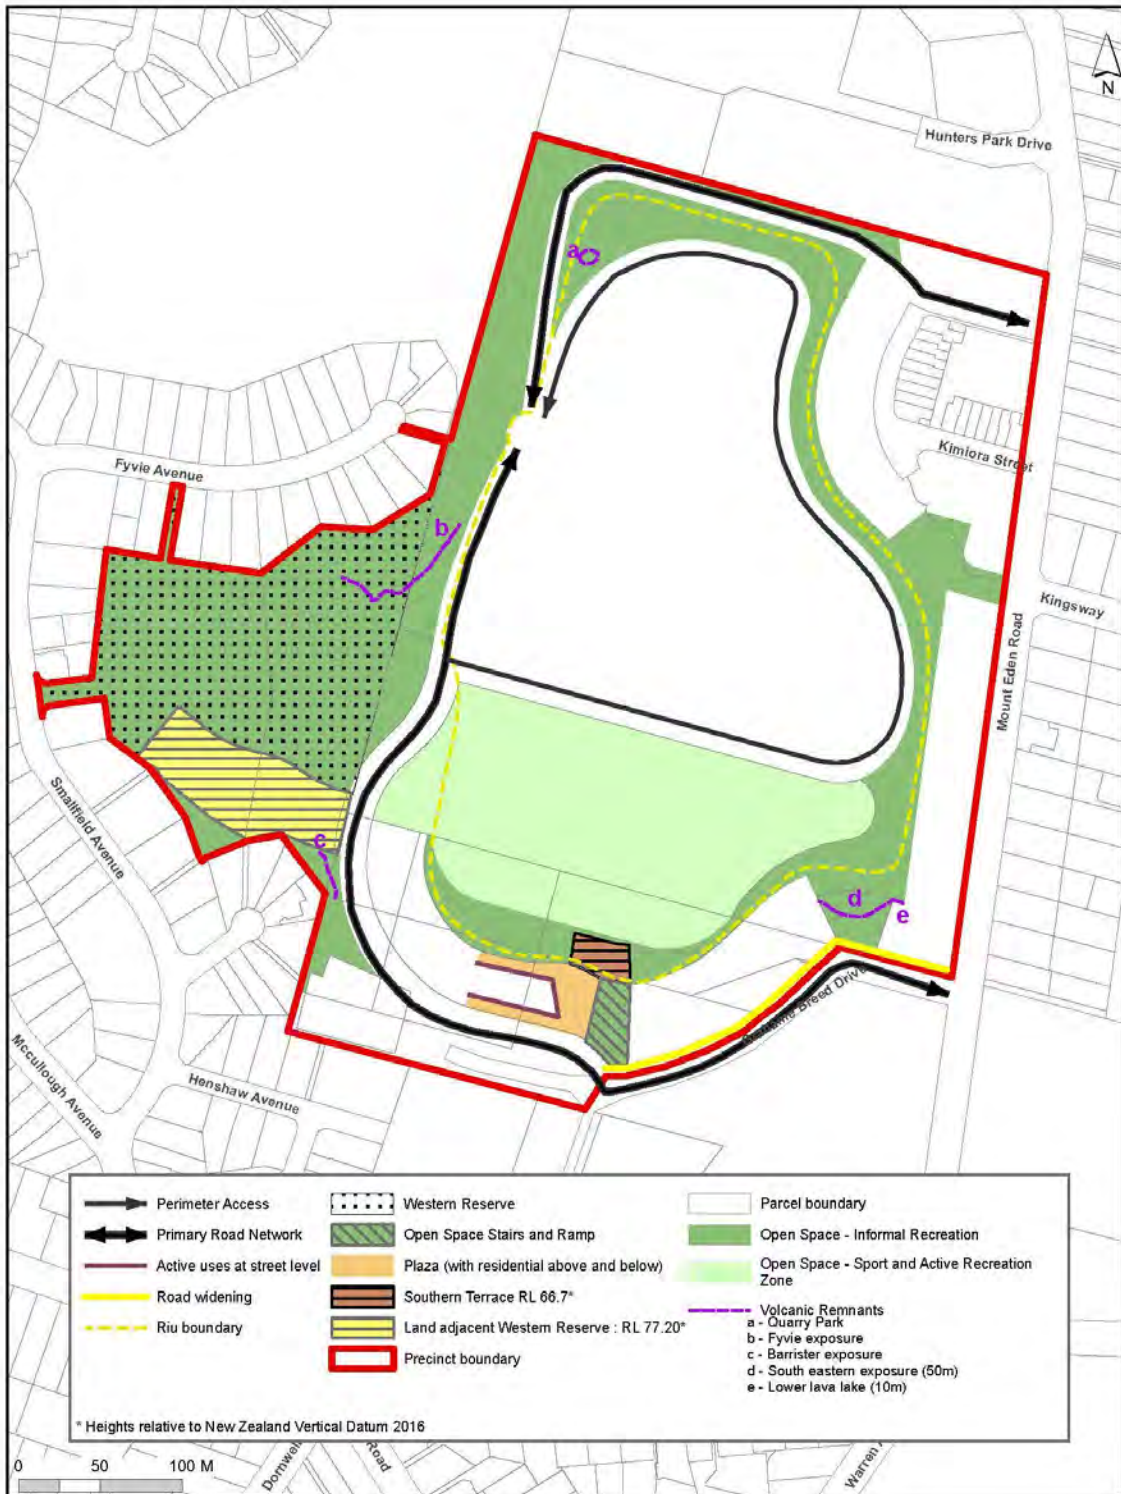 N
Hunters Park Drive
a
Kimiora Street
Fyvie Avenue
b
Kingsway
Mount Eden Road
Smallfield Avenue
c
d
e
Breed Drive
Mccullough Avenue
Henshaw Avenue
Perimeter Access
Primary Road Network
Active uses at street level
Road widening
Riu boundary
Western Reserve
Open Space Stairs and Ramp
Plaza (with residential above and below)
Southern Terrace RL 66.7*
Land adjacent Western Reserve : RL 77.20*
Precinct boundary
Parcel boundary
Open Space - Informal Recreation
Open Space - Sport and Active Recreation
Zone
Volcanic Remnants
a - Quarry Park
b - Fyvie exposure
c - Barrister exposure
d - South eastern exposure (50m)
e - Lower lava lake (10m)
* Heights relative to New Zealand Vertical Datum 2016
0 50 100 M
Road
Warren